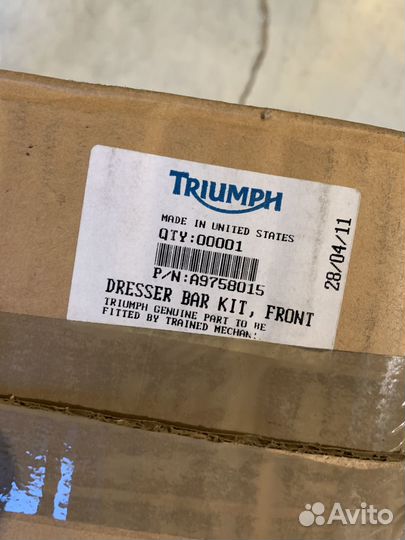 TRIUMPH
MADE IN UNITED STATES
QTY:00001
P/N:A9758015
DRESSER BAR KIT, FRONT
TRIUMPH GENUINE PART TO BE
FITTED BY TRAINED MECHAN
28/04/11
Avito